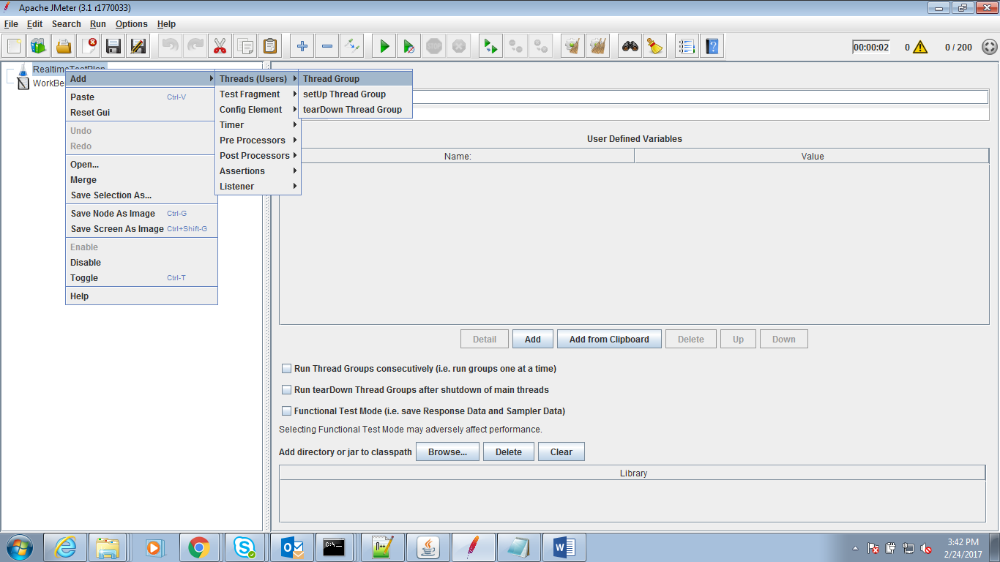 Apache JMeter (3.1 r1770033)
File Edit Search Run Options Help
00:00:02 0 0 / 200
RealtimeTestPlan
WorkBe
Add
Paste Ctrl-V
Reset Gui
Undo
Redo
Open...
Merge
Save Selection As...
Save Node As Image Ctrl-G
Save Screen As Image Ctrl+Shift-G
Enable
Disable
Toggle Ctrl-T
Help
Threads (Users)
Test Fragment
Config Element
Timer
Pre Processors
Post Processors
Assertions
Listener
Thread Group
setUp Thread Group
tearDown Thread Group
User Defined Variables
Name: Value
Detail Add Add from Clipboard Delete Up Down
Run Thread Groups consecutively (i.e. run groups one at a time)
Run tearDown Thread Groups after shutdown of main threads
Functional Test Mode (i.e. save Response Data and Sampler Data)
Selecting Functional Test Mode may adversely affect performance.
Add directory or jar to classpath Browse... Delete Clear
Library
3:42 PM
2/24/2017